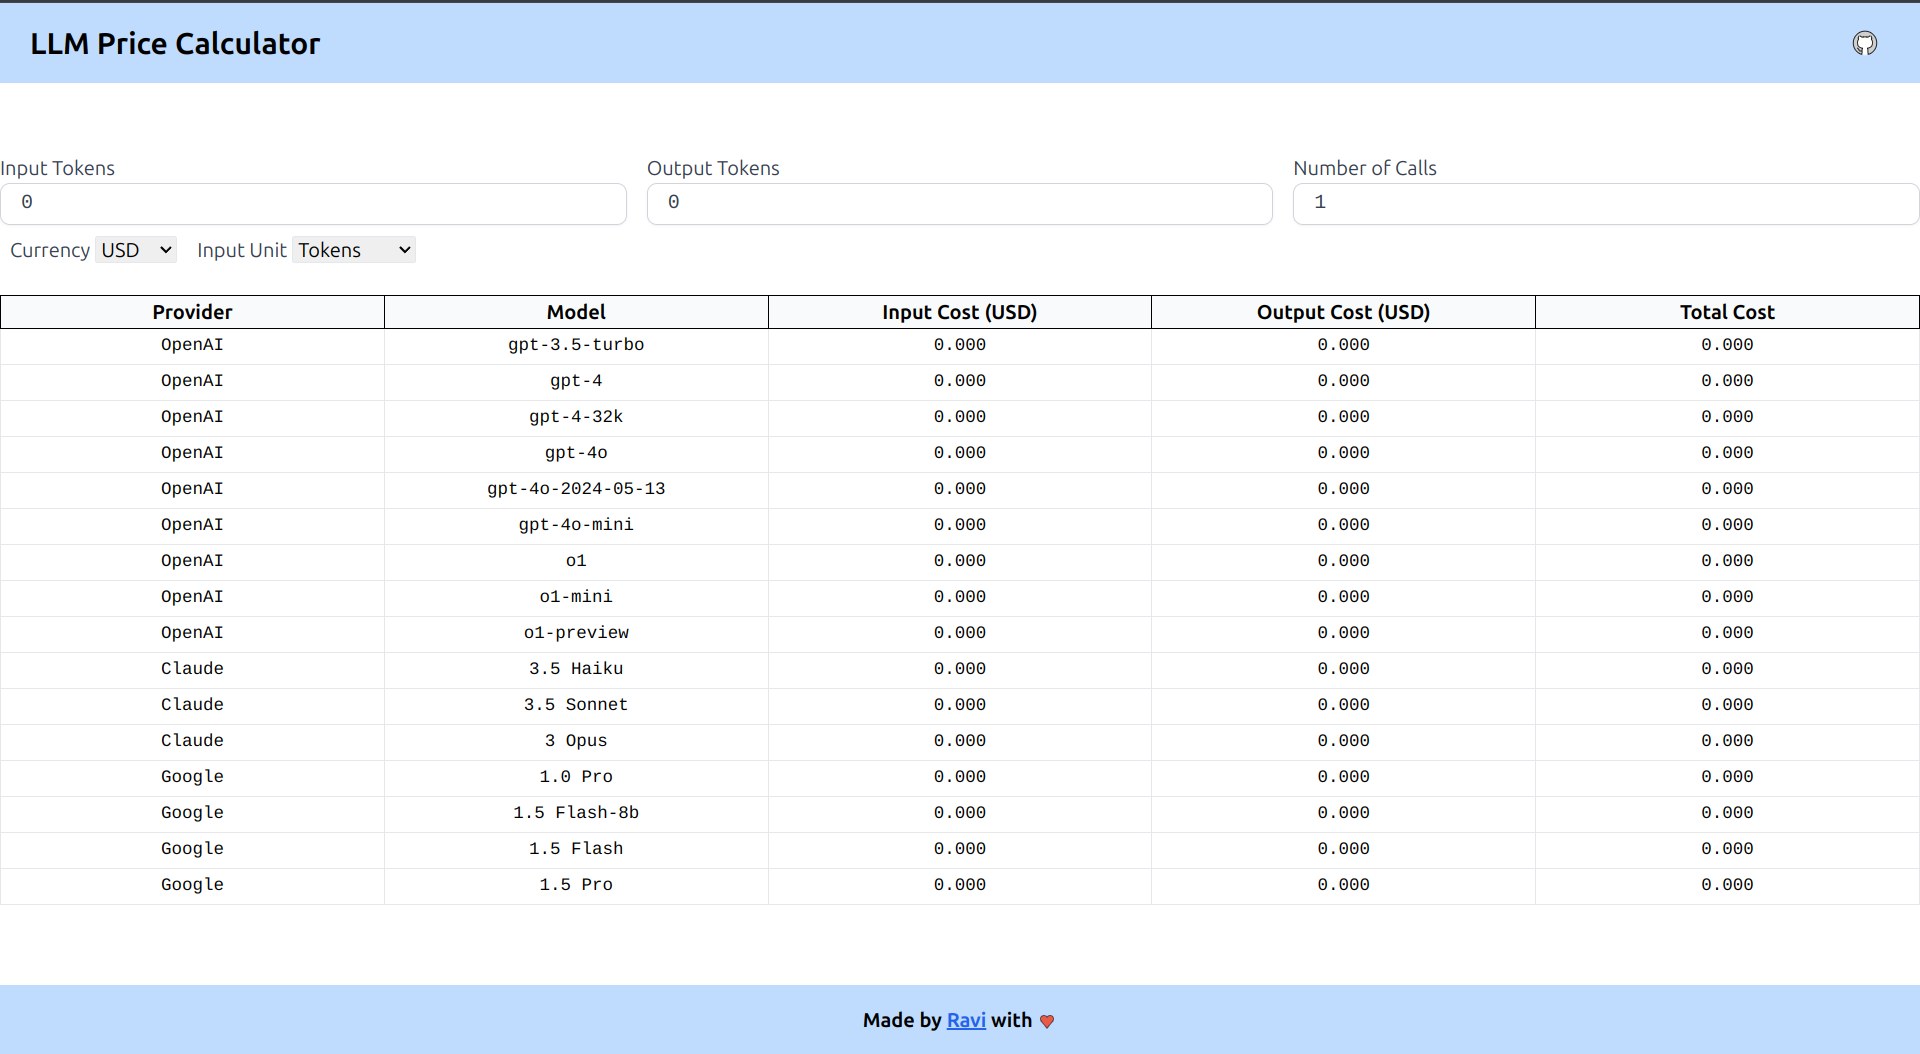 LLM Price Calculator
Input Tokens Output Tokens Number of Calls
0 0 1
Currency USD Input Unit Tokens
Provider Model Input Cost (USD) Output Cost (USD) Total Cost
OpenAI gpt-3.5-turbo 0.000 0.000 0.000
OpenAI gpt-4 0.000 0.000 0.000
OpenAI gpt-4-32k 0.000 0.000 0.000
OpenAI gpt-4o 0.000 0.000 0.000
OpenAI gpt-4o-2024-05-13 0.000 0.000 0.000
OpenAI gpt-4o-mini 0.000 0.000 0.000
OpenAI o1 0.000 0.000 0.000
OpenAI o1-mini 0.000 0.000 0.000
OpenAI o1-preview 0.000 0.000 0.000
Claude 3.5 Haiku 0.000 0.000 0.000
Claude 3.5 Sonnet 0.000 0.000 0.000
Claude 3 Opus 0.000 0.000 0.000
Google 1.0 Pro 0.000 0.000 0.000
Google 1.5 Flash-8b 0.000 0.000 0.000
Google 1.5 Flash 0.000 0.000 0.000
Google 1.5 Pro 0.000 0.000 0.000
Made by Ravi with ❤